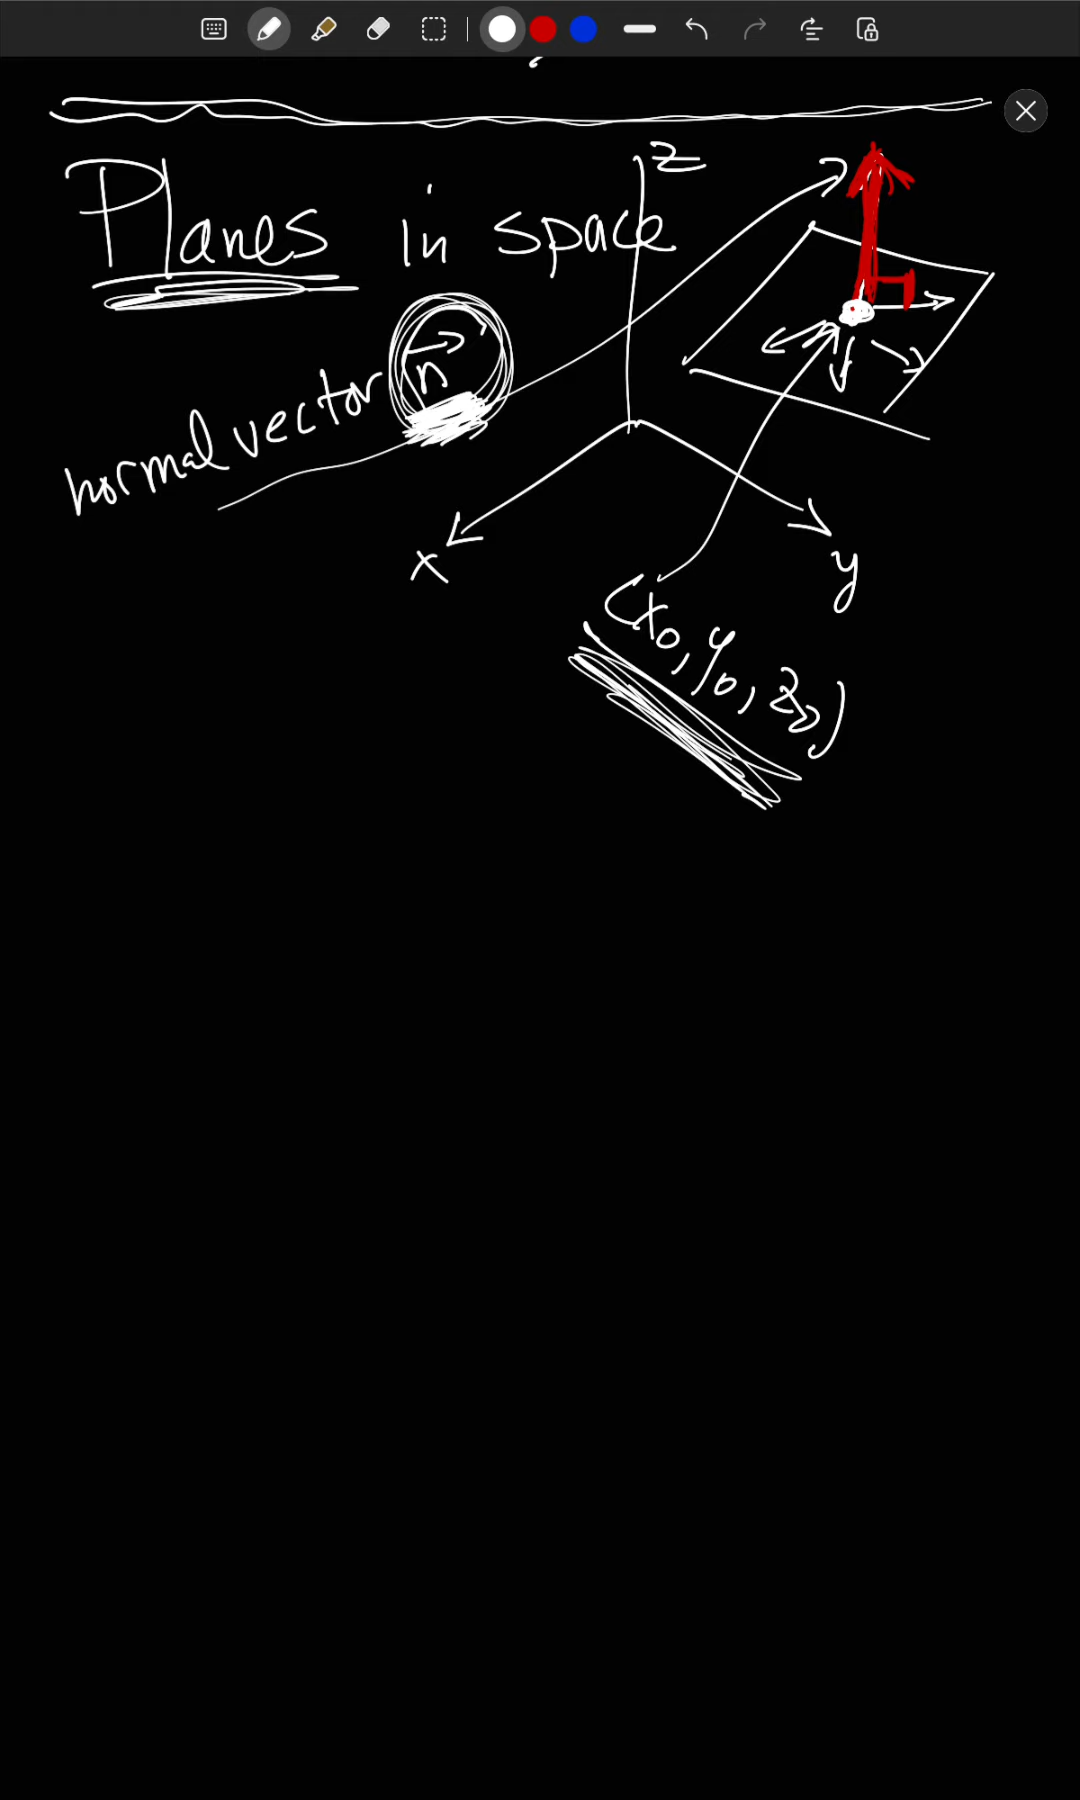 Planes in space
z
normal vector n
x
y
(x₀, y₀, z₀)